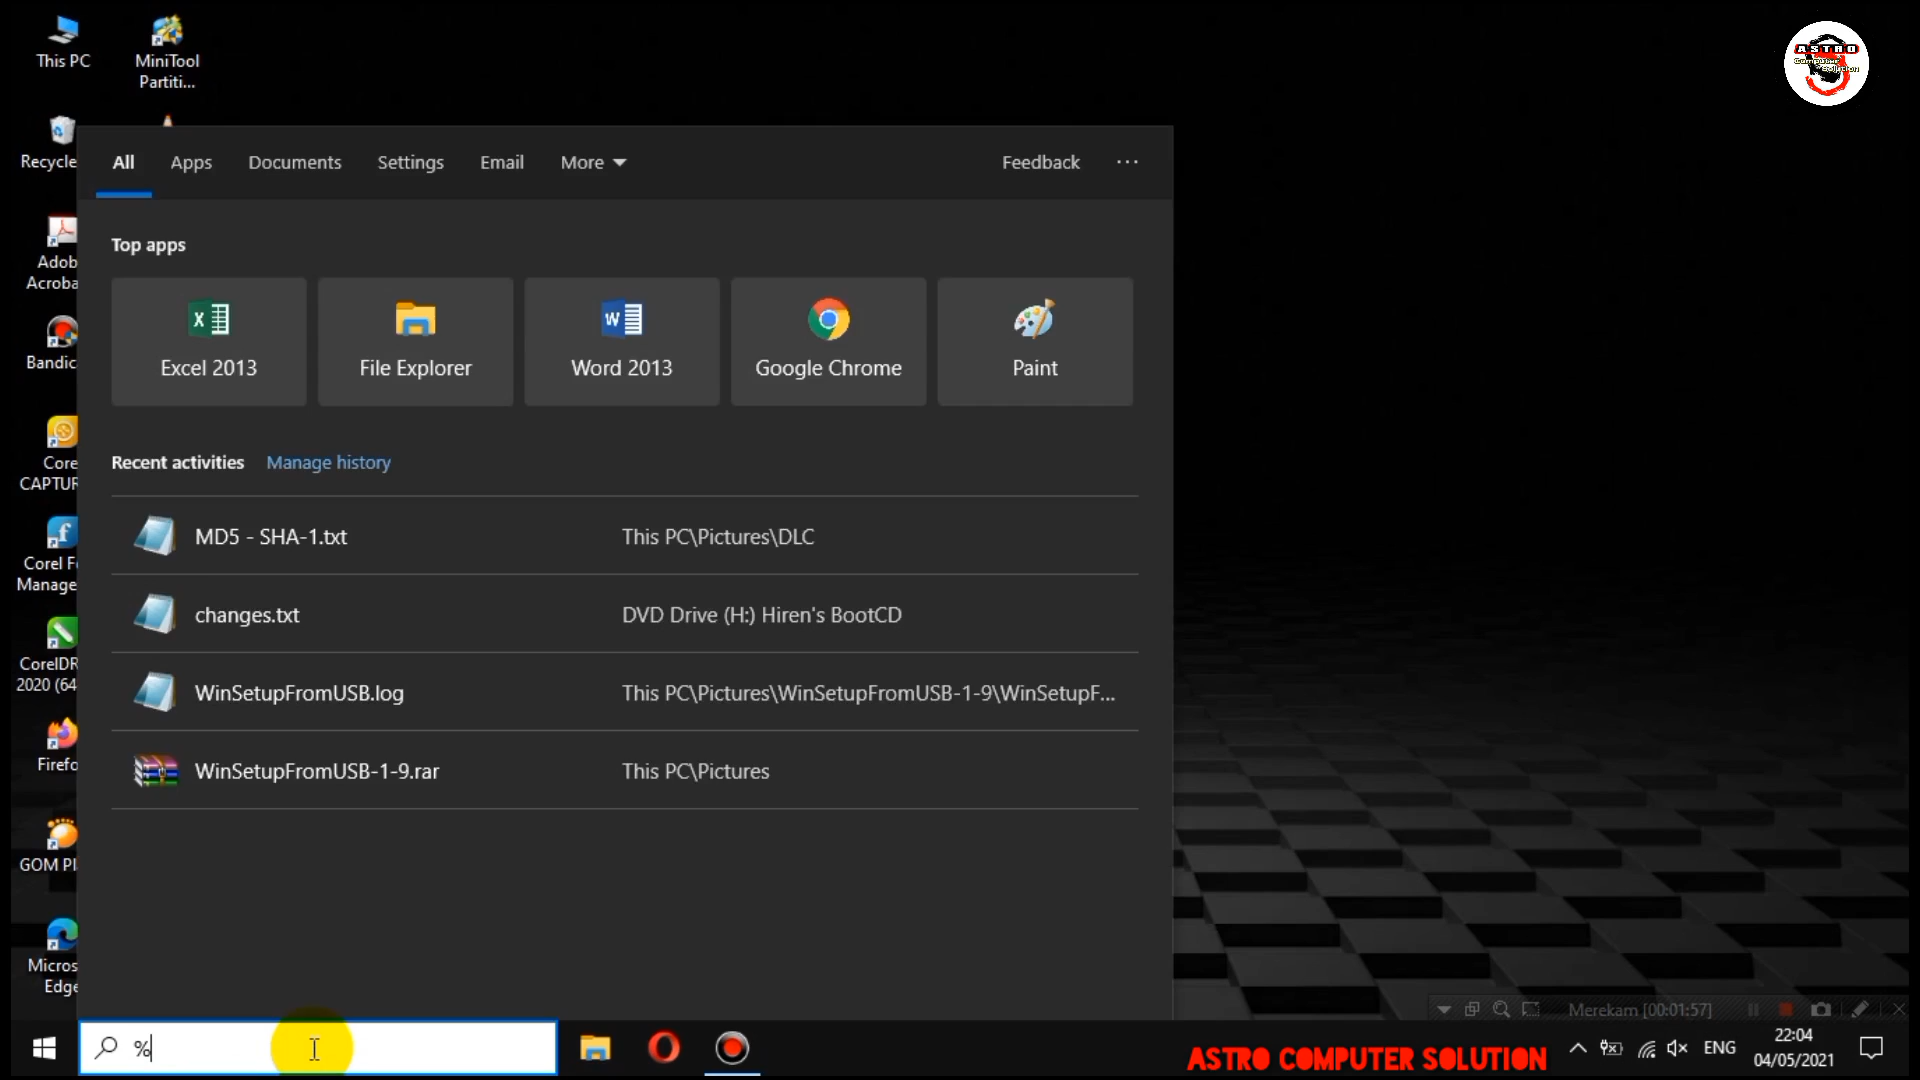 This PC
MiniTool
Partiti...
ASTRO
Computer
Solution
Recycle
All
Apps
Documents
Settings
Email
More
Feedback
Top apps
Adob
Acroba
Excel 2013
File Explorer
Word 2013
Google Chrome
Paint
Bandic
Recent activities
Manage history
Core
CAPTUR
MD5 - SHA-1.txt
This PC\Pictures\DLC
Corel F
Manage
changes.txt
DVD Drive (H:) Hiren's BootCD
CorelDR
2020 (64
WinSetupFromUSB.log
This PC\Pictures\WinSetupFromUSB-1-9\WinSetupF...
Firefo
WinSetupFromUSB-1-9.rar
This PC\Pictures
GOM Pl
Micros
Edge
Merekam [00:01:57]
%
ASTRO COMPUTER SOLUTION
ENG
22:04
04/05/2021